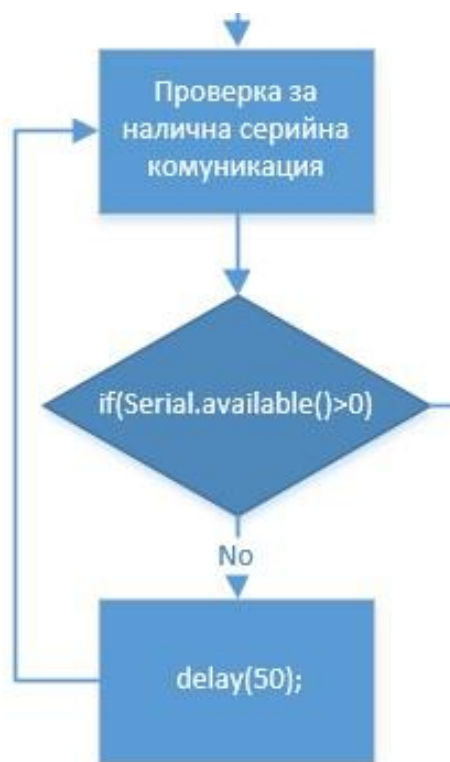 Проверка за
налична серийна
комуникация
if(Serial.available()>0)
No
delay(50);